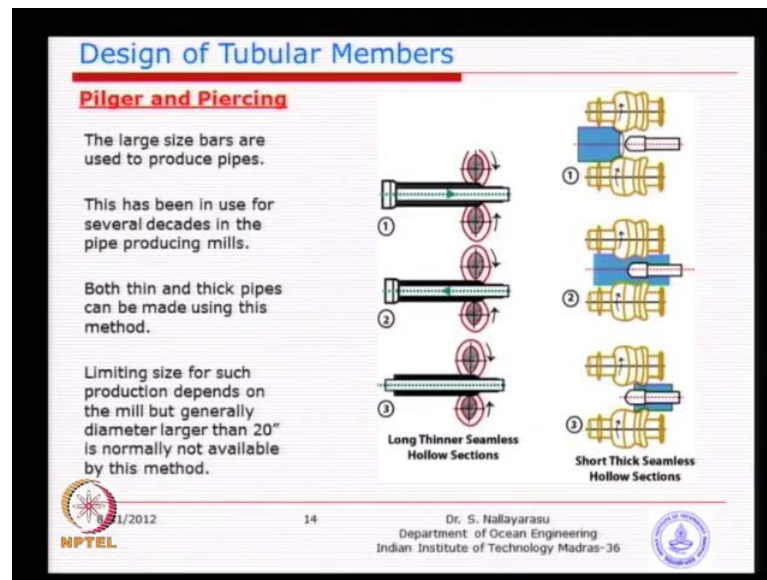 Design of Tubular Members
Pilger and Piercing
The large size bars are
used to produce pipes.
This has been in use for
several decades in the
pipe producing mills.
Both thin and thick pipes
can be made using this
method.
Limiting size for such
production depends on
the mill but generally
diameter larger than 20"
is normally not available
by this method.
1
2
3
Long Thinner Seamless
Hollow Sections
1
2
3
Short Thick Seamless
Hollow Sections
1/2012
14
Dr. S. Nallayarasu
Department of Ocean Engineering
Indian Institute of Technology Madras-36
NPTEL